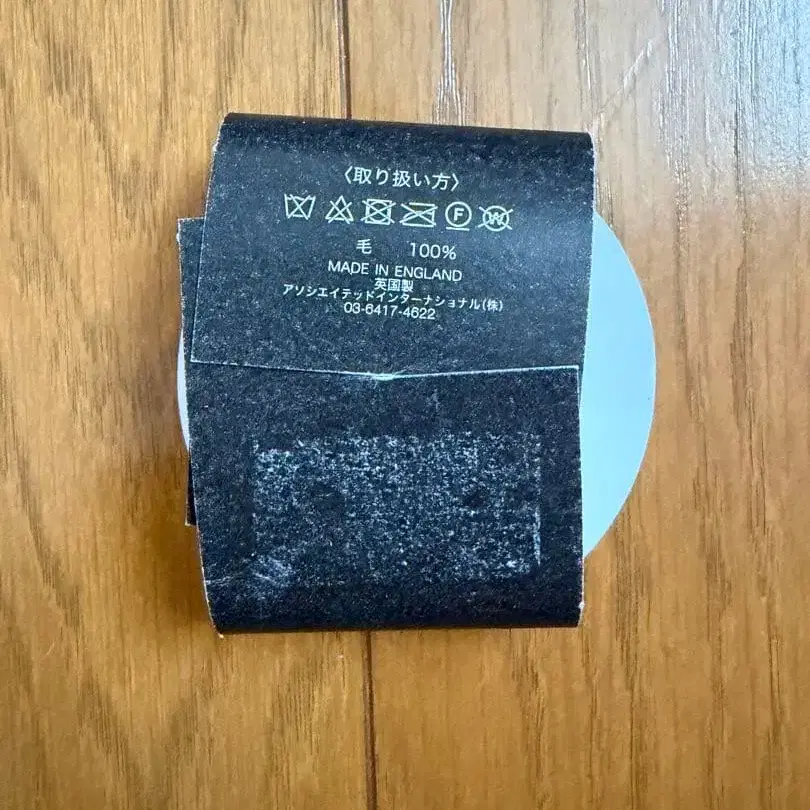 〈取り扱い方〉
F W
毛 100%
MADE IN ENGLAND
英国製
アソシエイテッドインターナショナル(株)
03-6417-4622